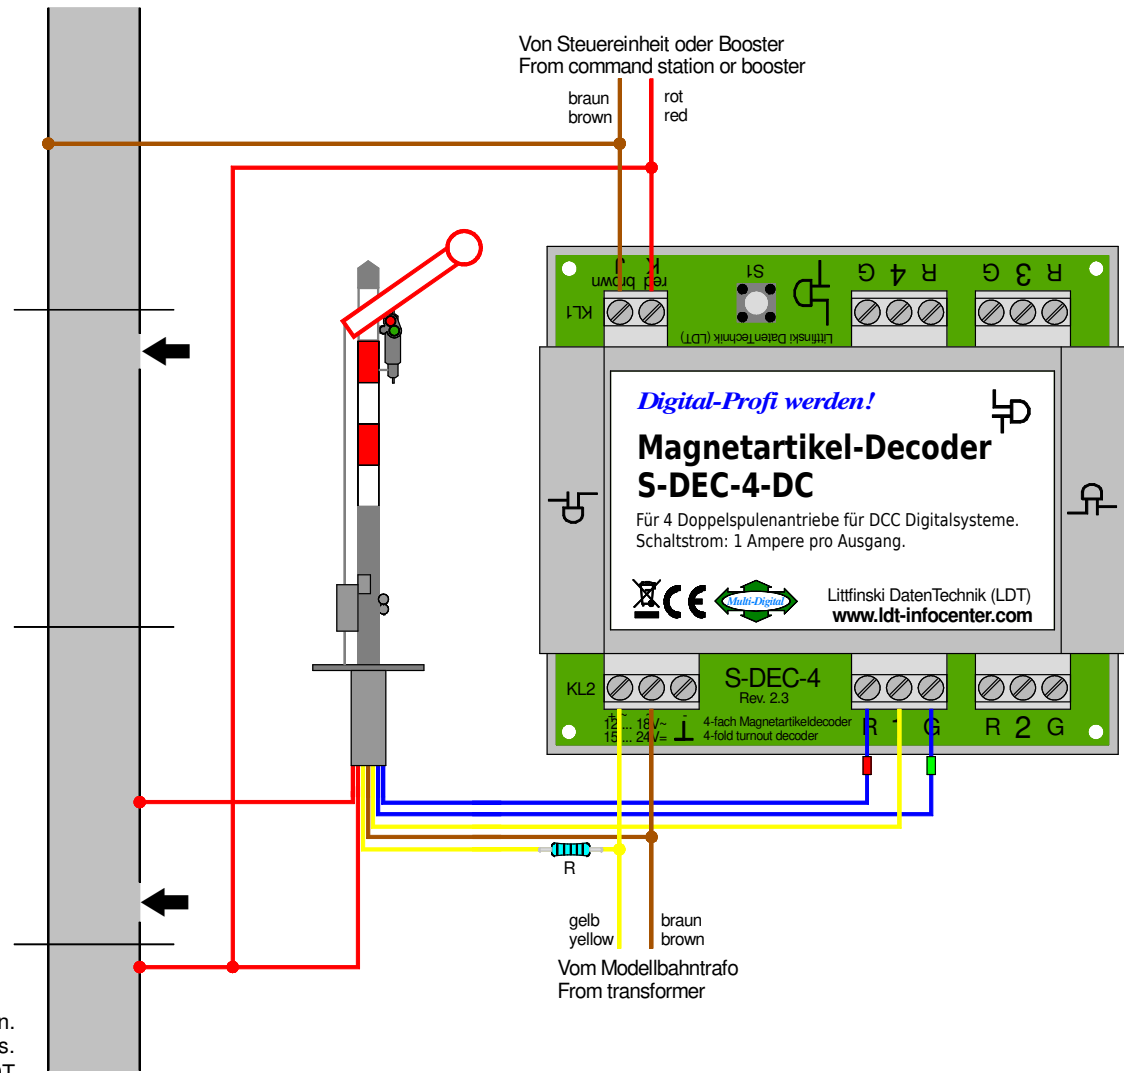 Von Steuereinheit oder Booster
From command station or booster
braun
brown
rot
red
J
K
brown
red
S1
G 4 R
G 3 R
KL1
Littfinski DatenTechnik (LDT)
Digital-Profi werden!
Magnetartikel-Decoder
S-DEC-4-DC
Für 4 Doppelspulenantriebe für DCC Digitalsysteme.
Schaltstrom: 1 Ampere pro Ausgang.
CE
Multi-Digital
Littfinski DatenTechnik (LDT)
www.ldt-infocenter.com
KL2
S-DEC-4
Rev. 2.3
12... 18V~
15... 24V=
4-fach Magnetartikeldecoder
4-fold turnout decoder
R 1 G
R 2 G
R
gelb
yellow
braun
brown
Vom Modellbahntrafo
From transformer
n.
s.